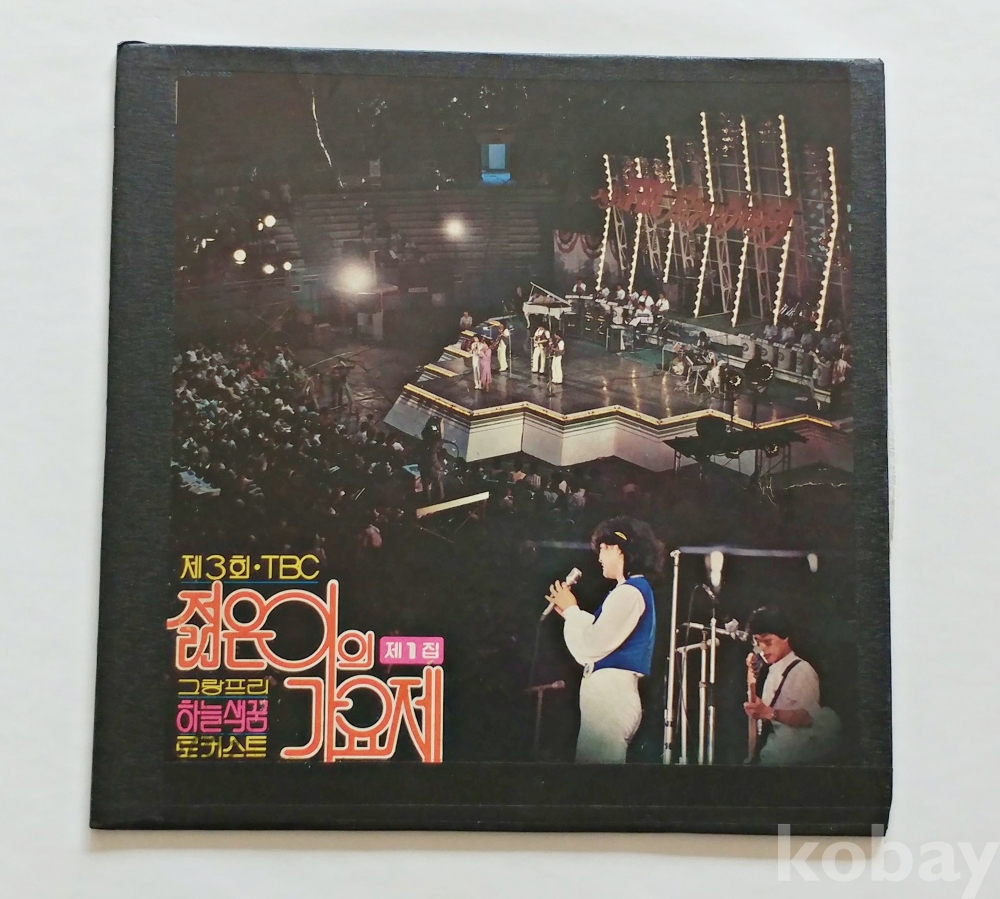 제3회·TBC
젊은이의
제1집
그랑프리
하늘색꿈
로커스트
가요제
kobay